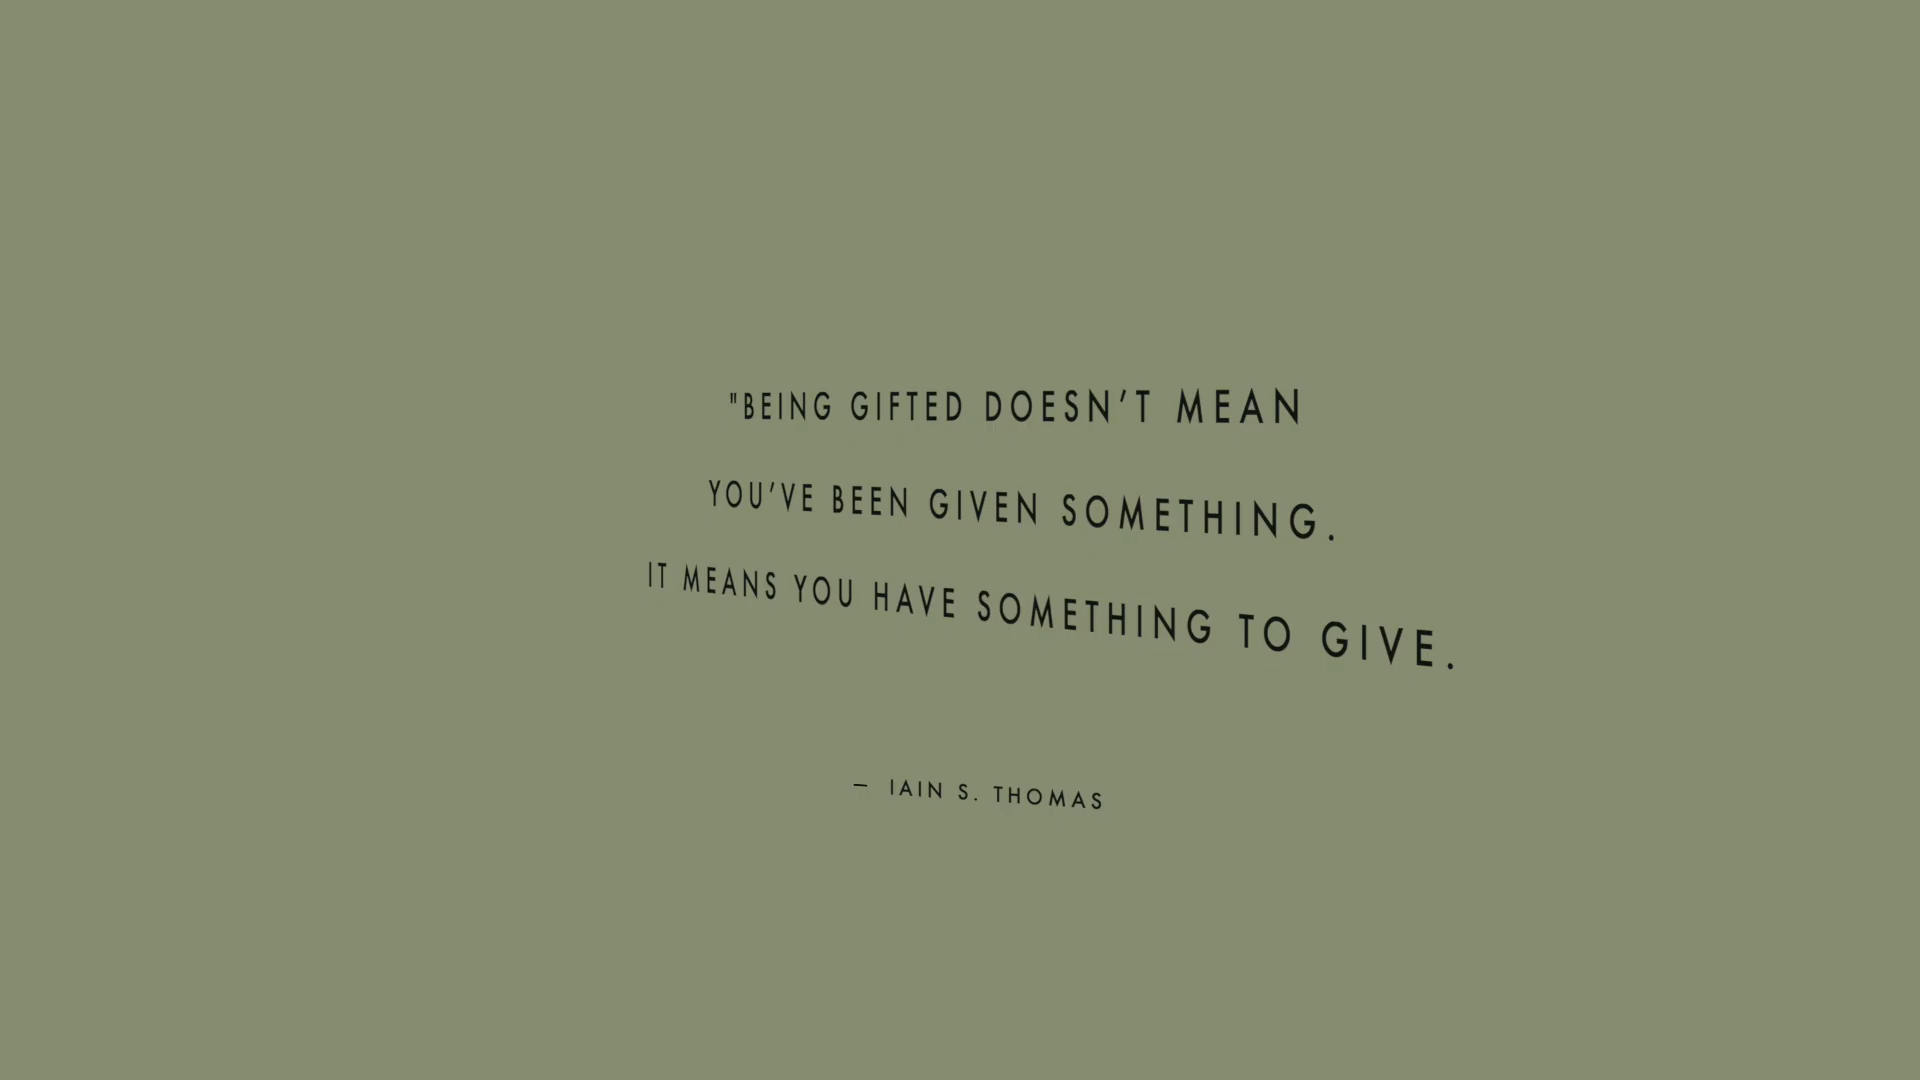 "BEING GIFTED DOESN’T MEAN
YOU’VE BEEN GIVEN SOMETHING.
IT MEANS YOU HAVE SOMETHING TO GIVE.
— IAIN S. THOMAS